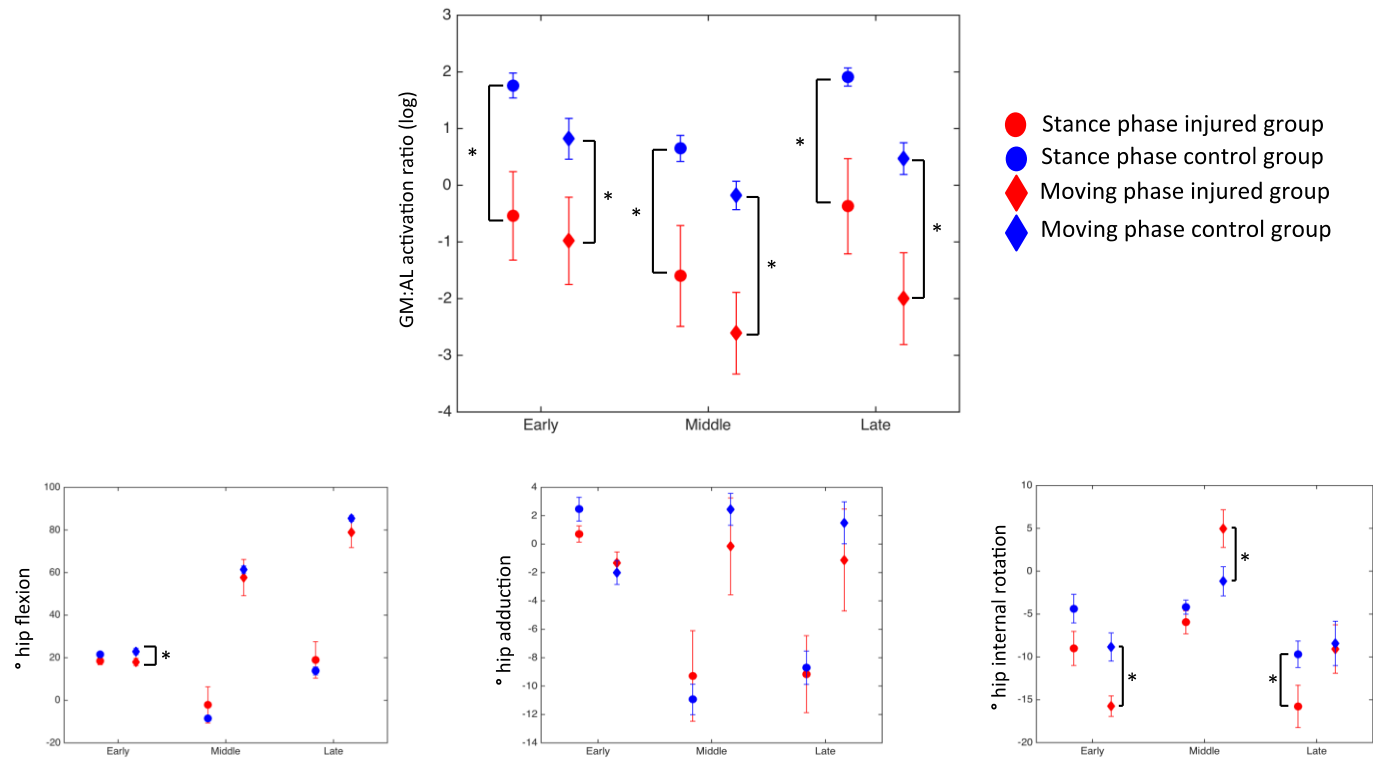 3
2
1
0
-1
-2
-3
-4
GM:AL activation ratio (log)
*
*
*
*
*
*
Early
Middle
Late
Stance phase injured group
Stance phase control group
Moving phase injured group
Moving phase control group
100
80
60
40
20
0
-20
° hip flexion
*
Early
Middle
Late
4
2
0
-2
-4
-6
-8
-10
-12
-14
° hip adduction
Early
Middle
Late
10
5
0
-5
-10
-15
-20
° hip internal rotation
*
*
*
Early
Middle
Late